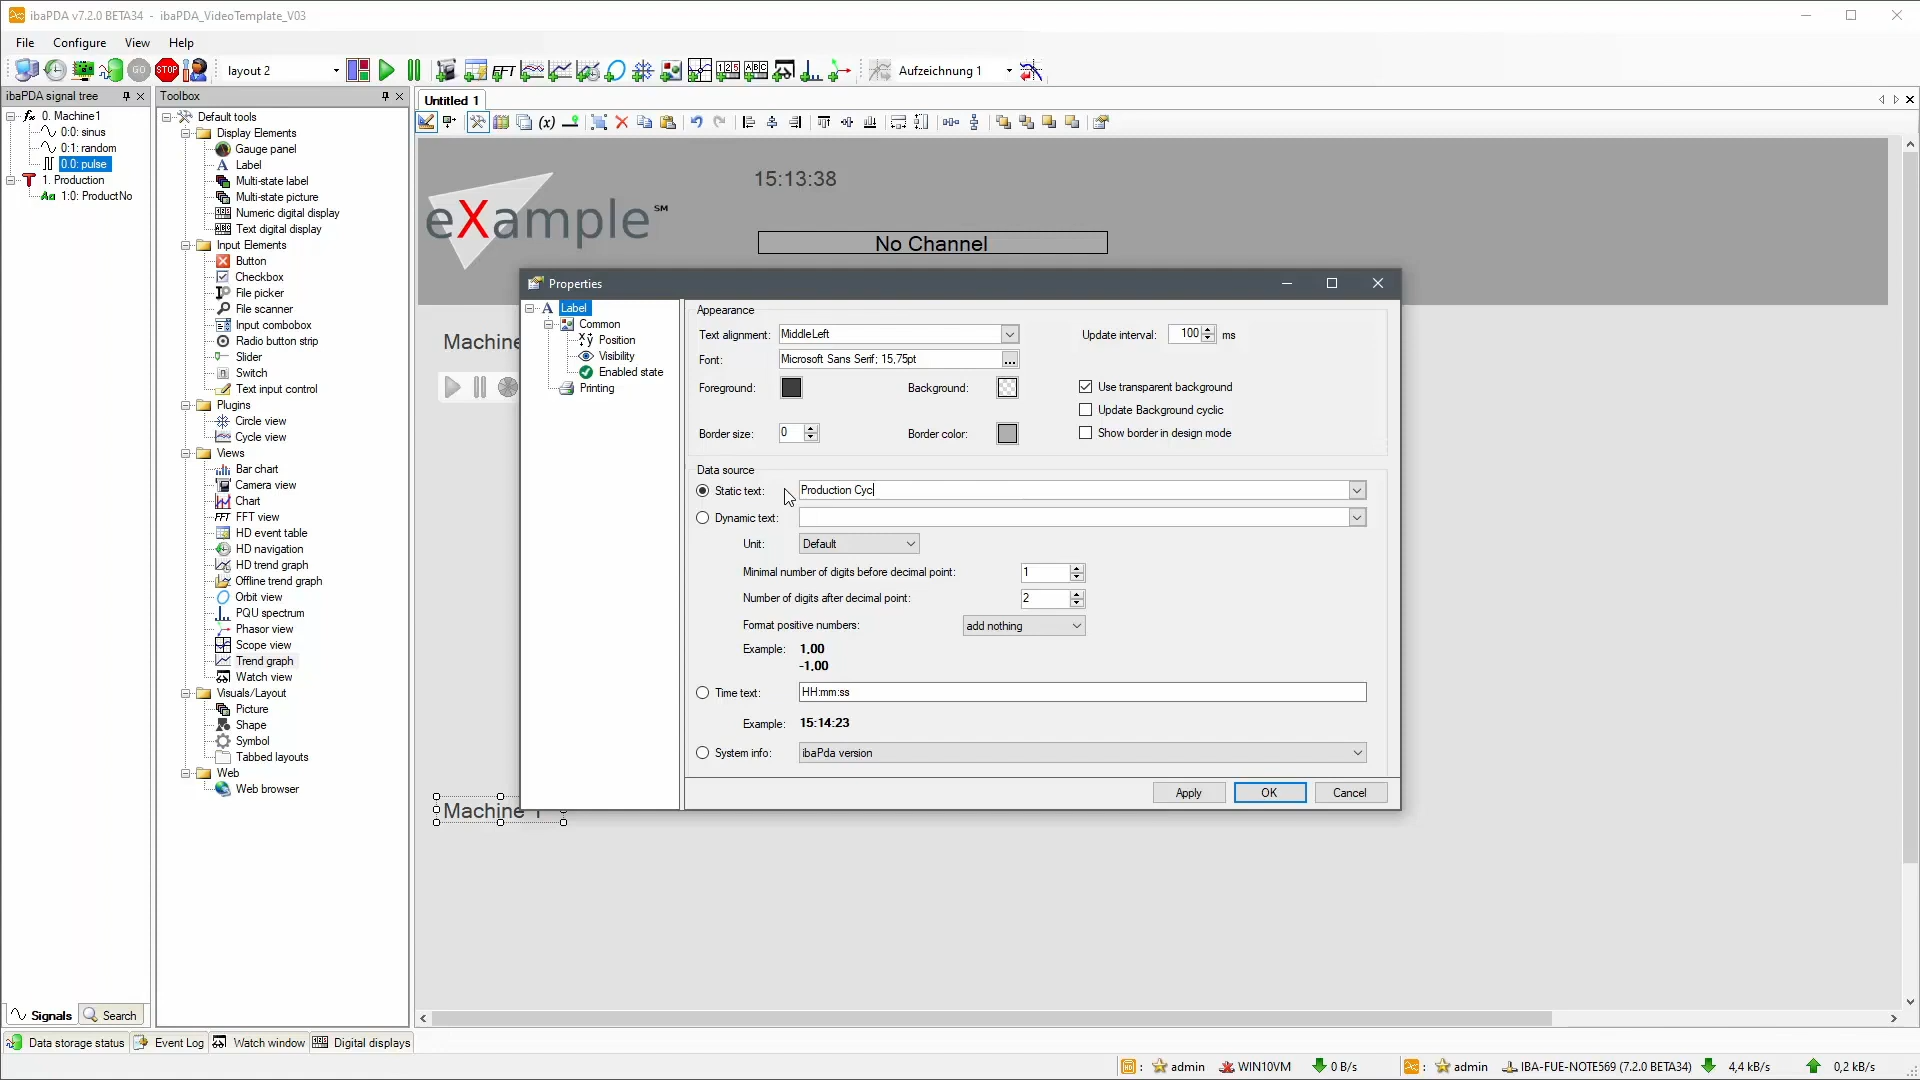 ibaPDA v7.2.0 BETA34 - ibaPDA_VideoTemplate_V03
File Configure View Help
GO STOP layout 2 FFT Aufzeichnung 1
ibaPDA signal tree
0. Machine1
0:0: sinus
0:1: random
0.0: pulse
1. Production
1:0: ProductNo
Signals Search
Toolbox
Default tools
Display Elements
Gauge panel
Label
Multi-state label
Multi-state picture
Numeric digital display
Text digital display
Input Elements
Button
Checkbox
File picker
File scanner
Input combobox
Radio button strip
Slider
Switch
Text input control
Plugins
Circle view
Cycle view
Views
Bar chart
Camera view
Chart
FFT view
HD event table
HD navigation
HD trend graph
Offline trend graph
Orbit view
PQU spectrum
Phasor view
Scope view
Trend graph
Watch view
Visuals/Layout
Picture
Shape
Symbol
Tabbed layouts
Web
Web browser
Untitled 1
(x)
15:13:38
eXample SM
No Channel
Machine
Machine 1
Properties
Label
Common
Position
Visibility
Enabled state
Printing
Appearance
Text alignment: MiddleLeft Update interval: 100 ms
Font: Microsoft Sans Serif; 15,75pt ...
Foreground: Background: Use transparent background
Update Background cyclic
Border size: 0 Border color: Show border in design mode
Data source
Static text: Production Cycl
Dynamic text:
Unit: Default
Minimal number of digits before decimal point: 1
Number of digits after decimal point: 2
Format positive numbers: add nothing
Example: 1,00
-1,00
Time text: HH:mm:ss
Example: 15:14:23
System info: ibaPda version
Apply OK Cancel
Data storage status Event Log Watch window Digital displays
: admin WIN10VM 0 B/s : admin IBA-FUE-NOTE569 (7.2.0 BETA34) 4,4 kB/s 0,2 kB/s